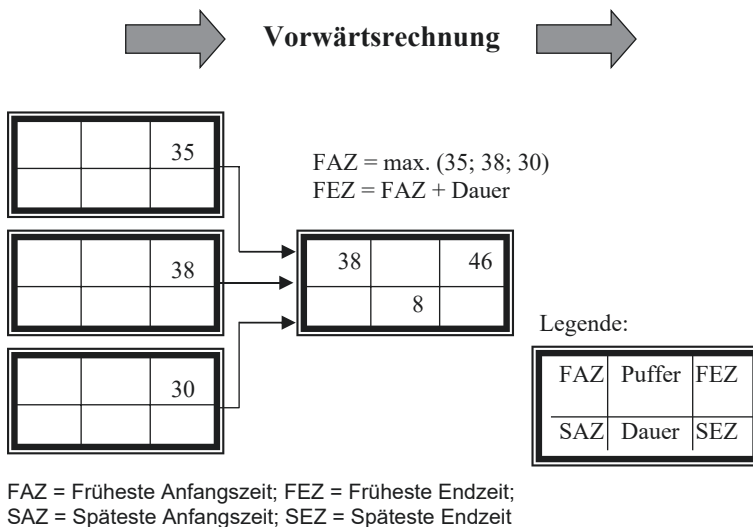 Vorwärtsrechnung
35
FAZ = max. (35; 38; 30)
FEZ = FAZ + Dauer
38
38 46
8
30
Legende:
FAZ Puffer FEZ
SAZ Dauer SEZ
FAZ = Früheste Anfangszeit; FEZ = Früheste Endzeit;
SAZ = Späteste Anfangszeit; SEZ = Späteste Endzeit